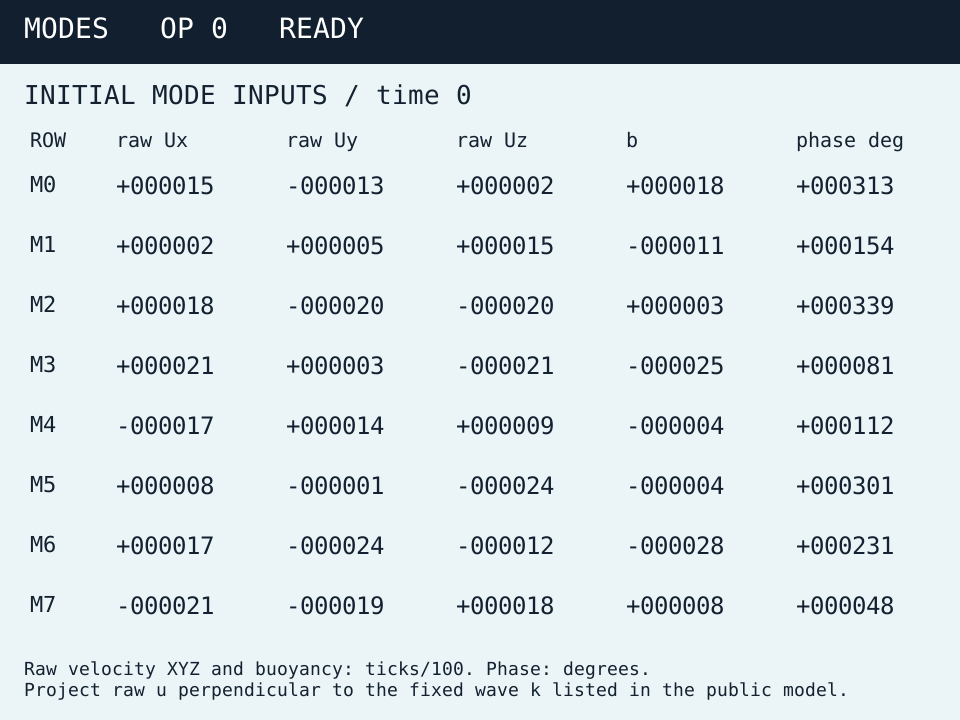 MODES OP 0 READY
INITIAL MODE INPUTS / time 0
ROW raw Ux raw Uy raw Uz b phase deg
M0 +000015 -000013 +000002 +000018 +000313
M1 +000002 +000005 +000015 -000011 +000154
M2 +000018 -000020 -000020 +000003 +000339
M3 +000021 +000003 -000021 -000025 +000081
M4 -000017 +000014 +000009 -000004 +000112
M5 +000008 -000001 -000024 -000004 +000301
M6 +000017 -000024 -000012 -000028 +000231
M7 -000021 -000019 +000018 +000008 +000048
Raw velocity XYZ and buoyancy: ticks/100. Phase: degrees.
Project raw u perpendicular to the fixed wave k listed in the public model.